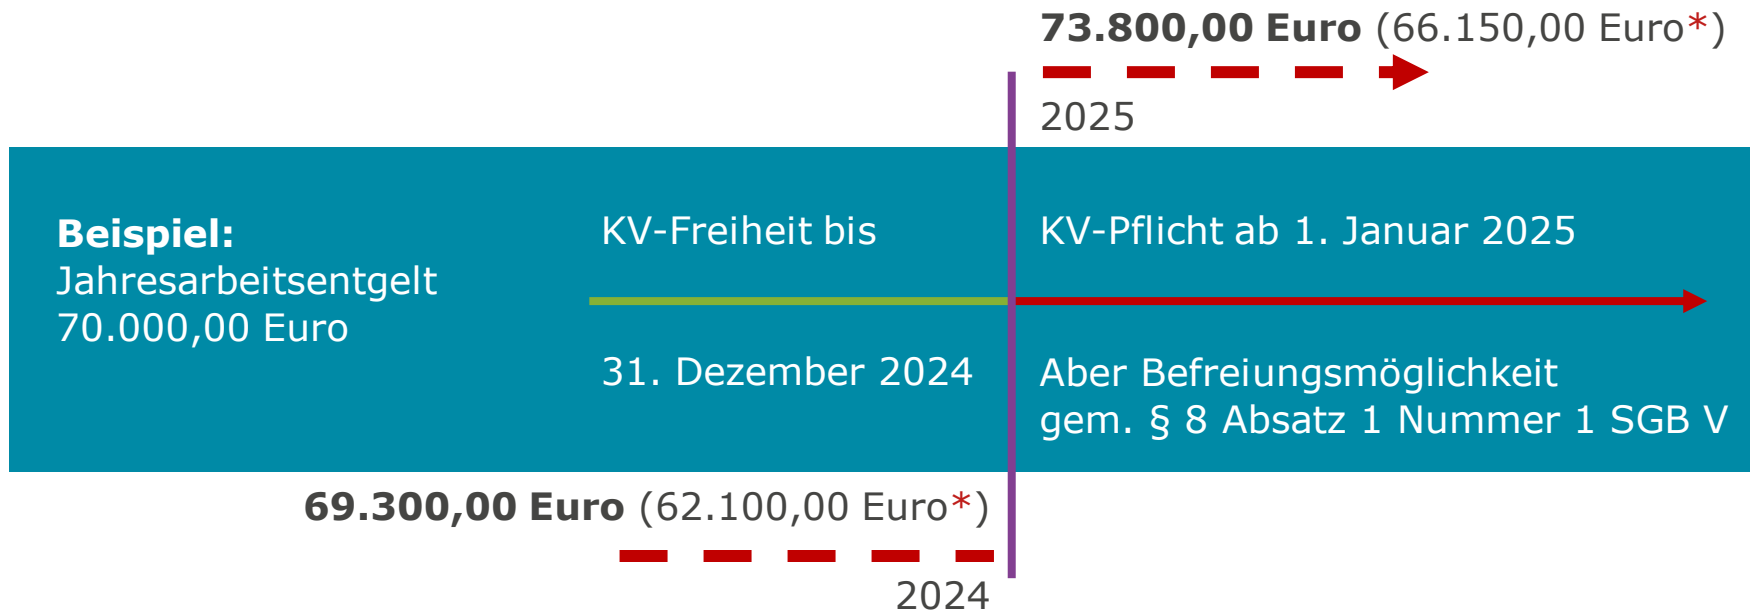 73.800,00 Euro (66.150,00 Euro*)
2025
Beispiel:
Jahresarbeitsentgelt
70.000,00 Euro
KV-Freiheit bis
31. Dezember 2024
KV-Pflicht ab 1. Januar 2025
Aber Befreiungsmöglichkeit
gem. § 8 Absatz 1 Nummer 1 SGB V
69.300,00 Euro (62.100,00 Euro*)
2024